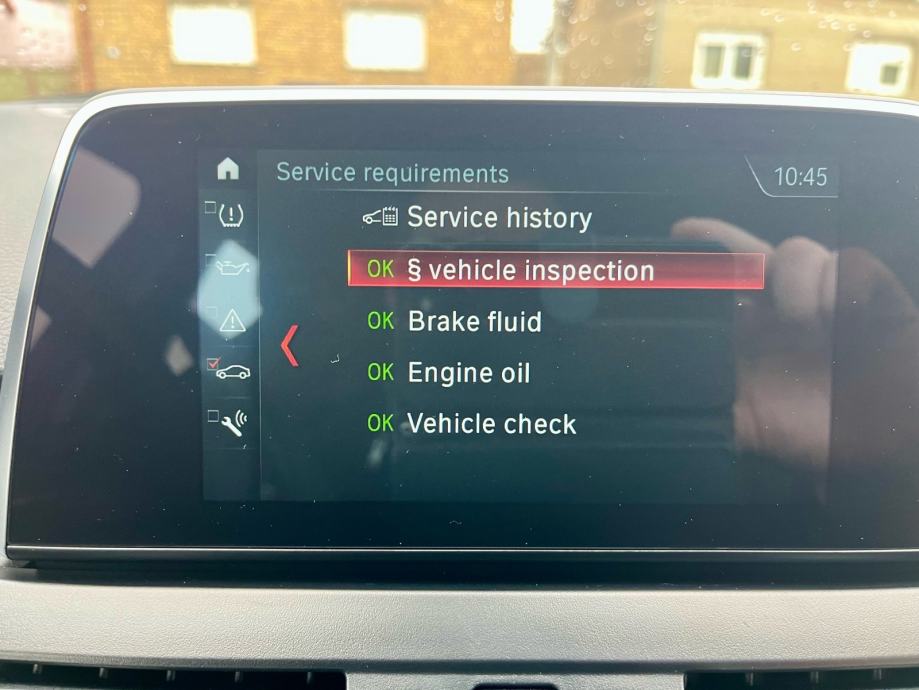 Service requirements
10:45
Service history
OK § vehicle inspection
OK Brake fluid
OK Engine oil
OK Vehicle check